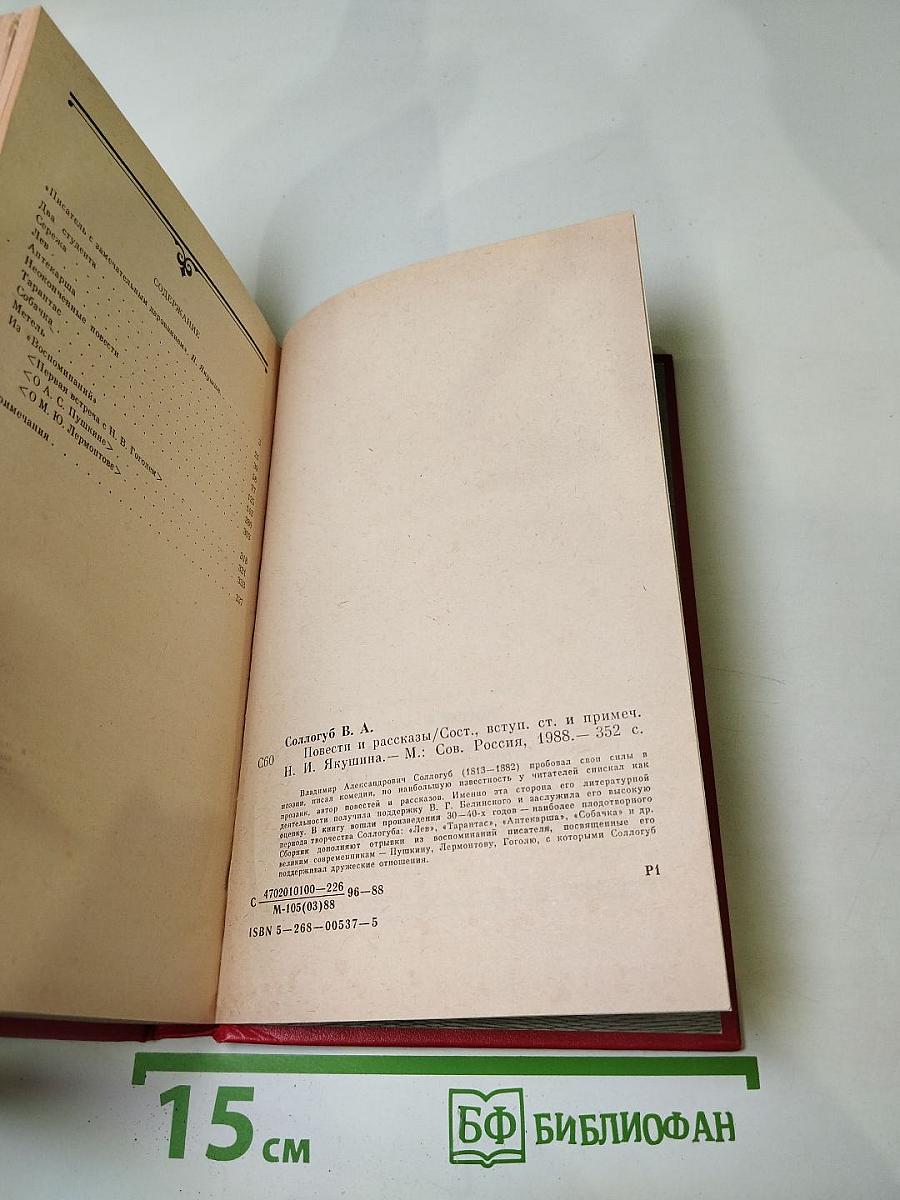 СОДЕРЖАНИЕ
«Писатель с замечательным дарованием». Н. Якушин
Два студента
Сережа
Лев
Аптекарша
Неоконченные повести
Тарантас
Собачка
Метель
Из «Воспоминаний»
<Первая встреча с Н. В. Гоголем>
<О А. С. Пушкине>
<О М. Ю. Лермонтове>
римечания
318
321
323
327
Соллогуб В. А.
С60 Повести и рассказы/Сост., вступ. ст. и примеч.
Н. И. Якушина.— М.: Сов. Россия, 1988.— 352 с.
Владимир Александрович Соллогуб (1813—1882) пробовал свои силы в
поэзии, писал комедии, но наибольшую известность у читателей снискал как
прозаик, автор повестей и рассказов. Именно эта сторона его литературной
деятельности получила поддержку В. Г. Белинского и заслужила его высокую
оценку. В книгу вошли произведения 30—40-х годов — наиболее плодотворного
периода творчества Соллогуба: «Лев», «Тарантас», «Аптекарша», «Собачка» и др.
Сборник дополняют отрывки из воспоминаний писателя, посвященные его
великим современникам — Пушкину, Лермонтову, Гоголю, с которыми Соллогуб
поддерживал дружеские отношения.
С 4702010100—226 96—88
М-105(03)88
Р1
ISBN 5—268—00537—5
15 см
БФ БИБЛИОФАН